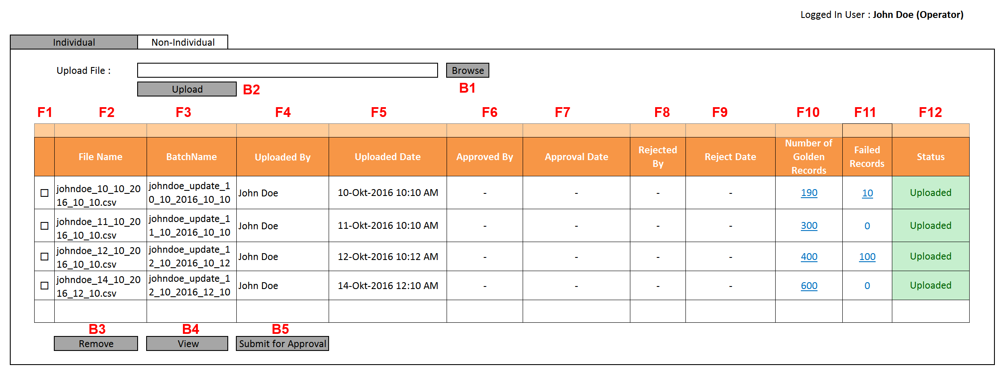 Logged In User : John Doe (Operator)
Individual Non-Individual
Upload File : Browse
Upload B2 B1
F1 F2 F3 F4 F5 F6 F7 F8 F9 F10 F11 F12
File Name BatchName Uploaded By Uploaded Date Approved By Approval Date Rejected By Reject Date Number of Golden Records Failed Records Status
johndoe_10_10_2016_10_10.csv johndoe_update_10_10_2016_10_10 John Doe 10-Okt-2016 10:10 AM - - - - 190 10 Uploaded
johndoe_11_10_2016_10_10.csv johndoe_update_11_10_2016_10_10 John Doe 11-Okt-2016 10:10 AM - - - - 300 0 Uploaded
johndoe_12_10_2016_10_10.csv johndoe_update_12_10_2016_10_12 John Doe 12-Okt-2016 10:12 AM - - - - 400 100 Uploaded
johndoe_14_10_2016_12_10.csv johndoe_update_12_10_2016_12_10 John Doe 14-Okt-2016 12:10 AM - - - - 600 0 Uploaded
B3 B4 B5
Remove View Submit for Approval